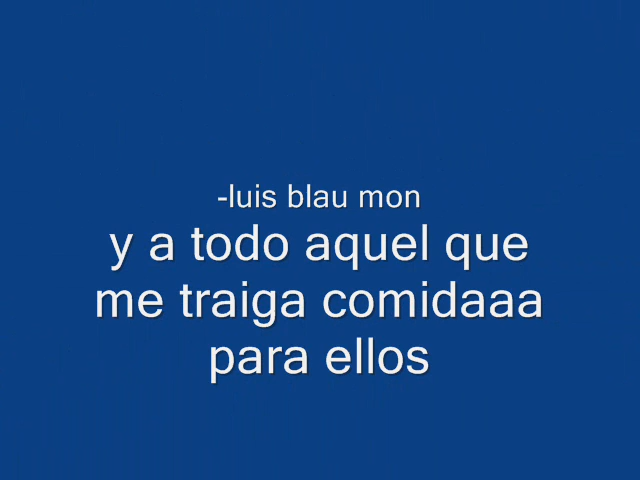 -luis blau mon
y a todo aquel que
me traiga comidaaa
para ellos